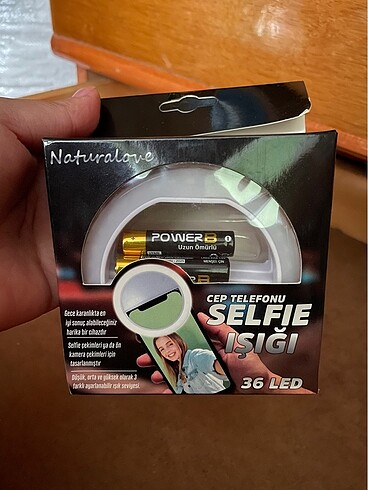 Naturalove
POWER B
Uzun Ömürlü
CEP TELEFONU
SELFIE
IŞIĞI
36 LED
Gece karanlıkta en
iyi sonuç alabileceğiniz
harika bir cihazdır
Selfie çekimleri ya da ön
kamera çekimleri için
tasarlanmıştır
Düşük, orta ve yüksek olarak 3
farklı ayarlanabilir ışık seviyesi.